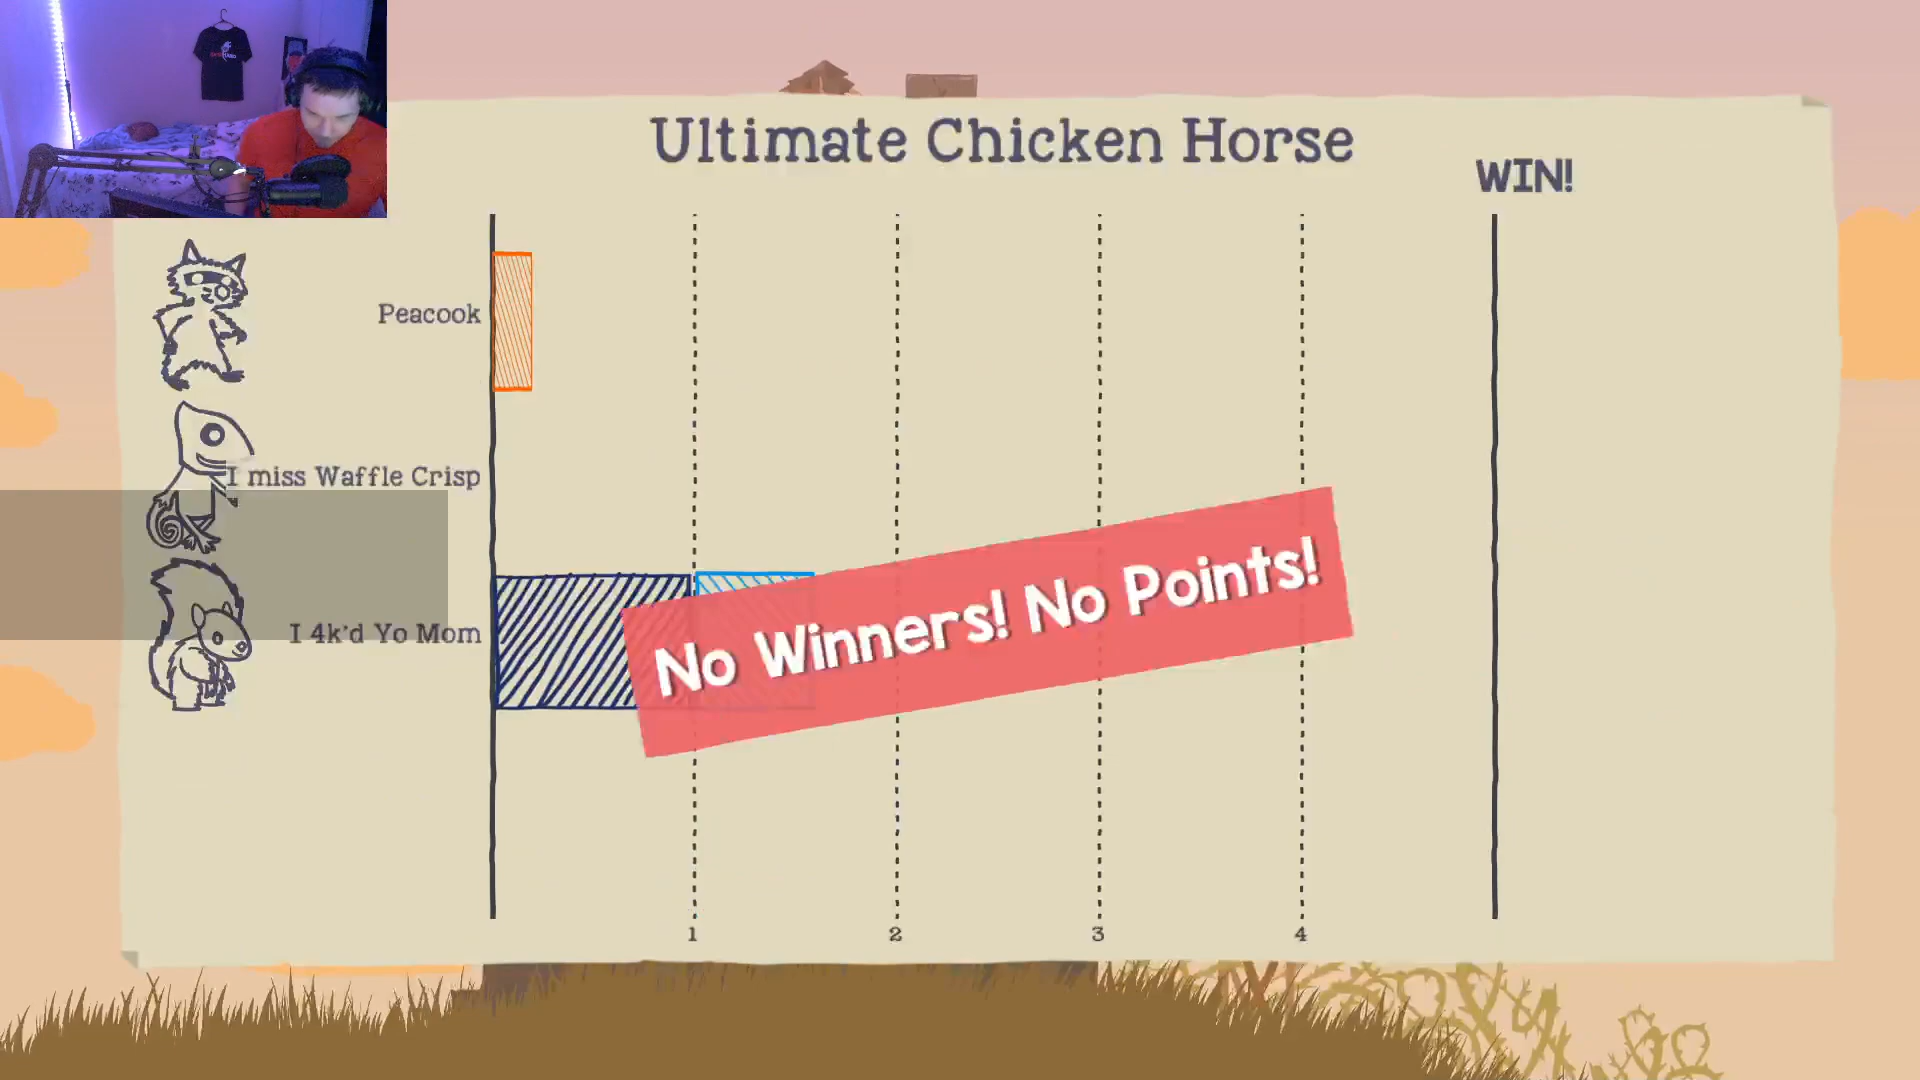 Ultimate Chicken Horse
WIN!
Peacook
I miss Waffle Crisp
I 4k'd Yo Mom
No Winners! No Points!
1 2 3 4